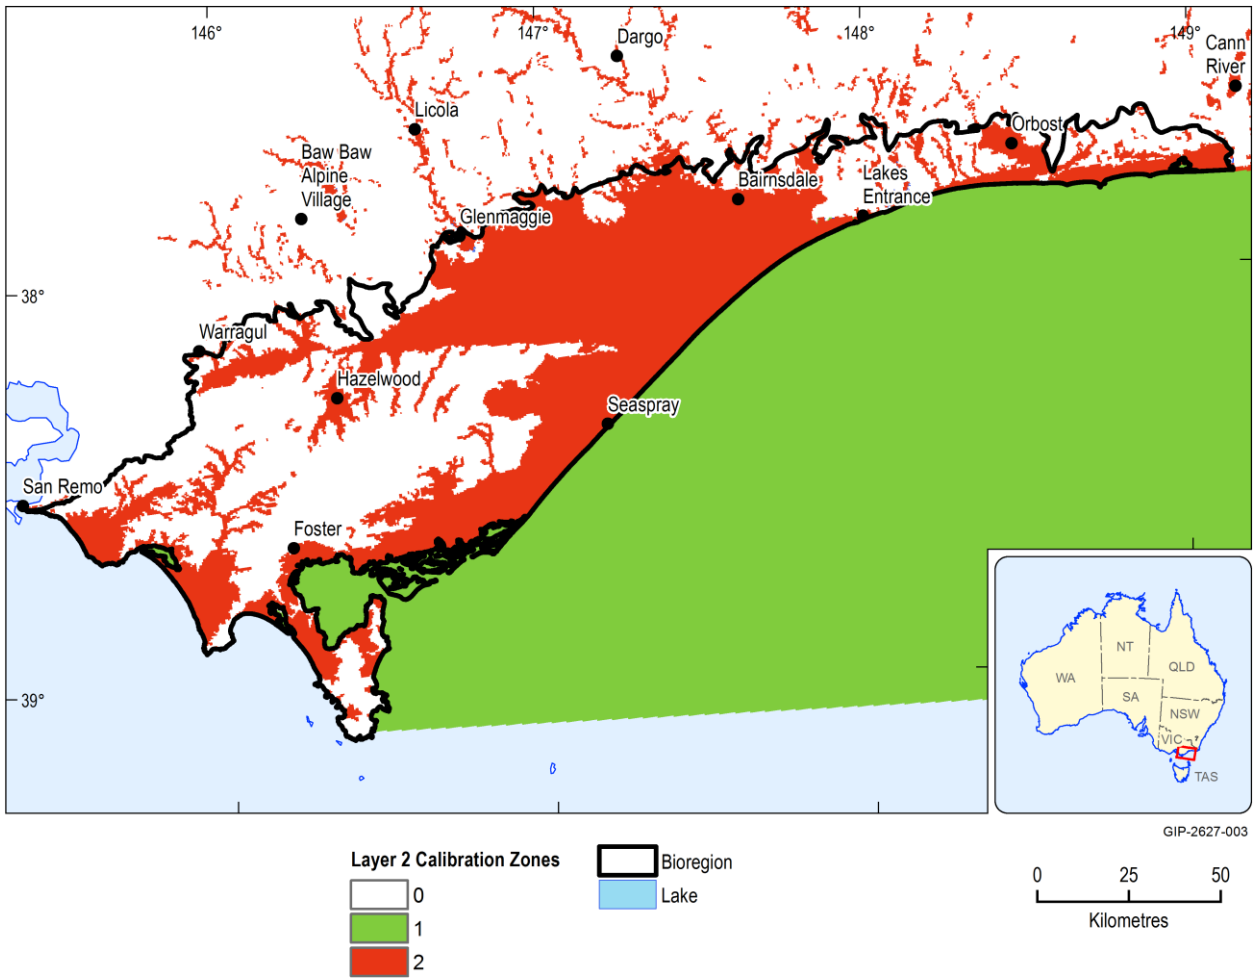 146°
147°
148°
149°
Dargo
Cann
River
Licola
Orbost
Baw Baw
Alpine
Village
Bairnsdale
Lakes
Entrance
Glenmaggie
38°
Warragul
Hazelwood
Seaspray
San Remo
Foster
39°
NT
QLD
WA
SA
NSW
VIC
TAS
GIP-2627-003
Layer 2 Calibration Zones
0
1
2
Bioregion
Lake
0 25 50
Kilometres